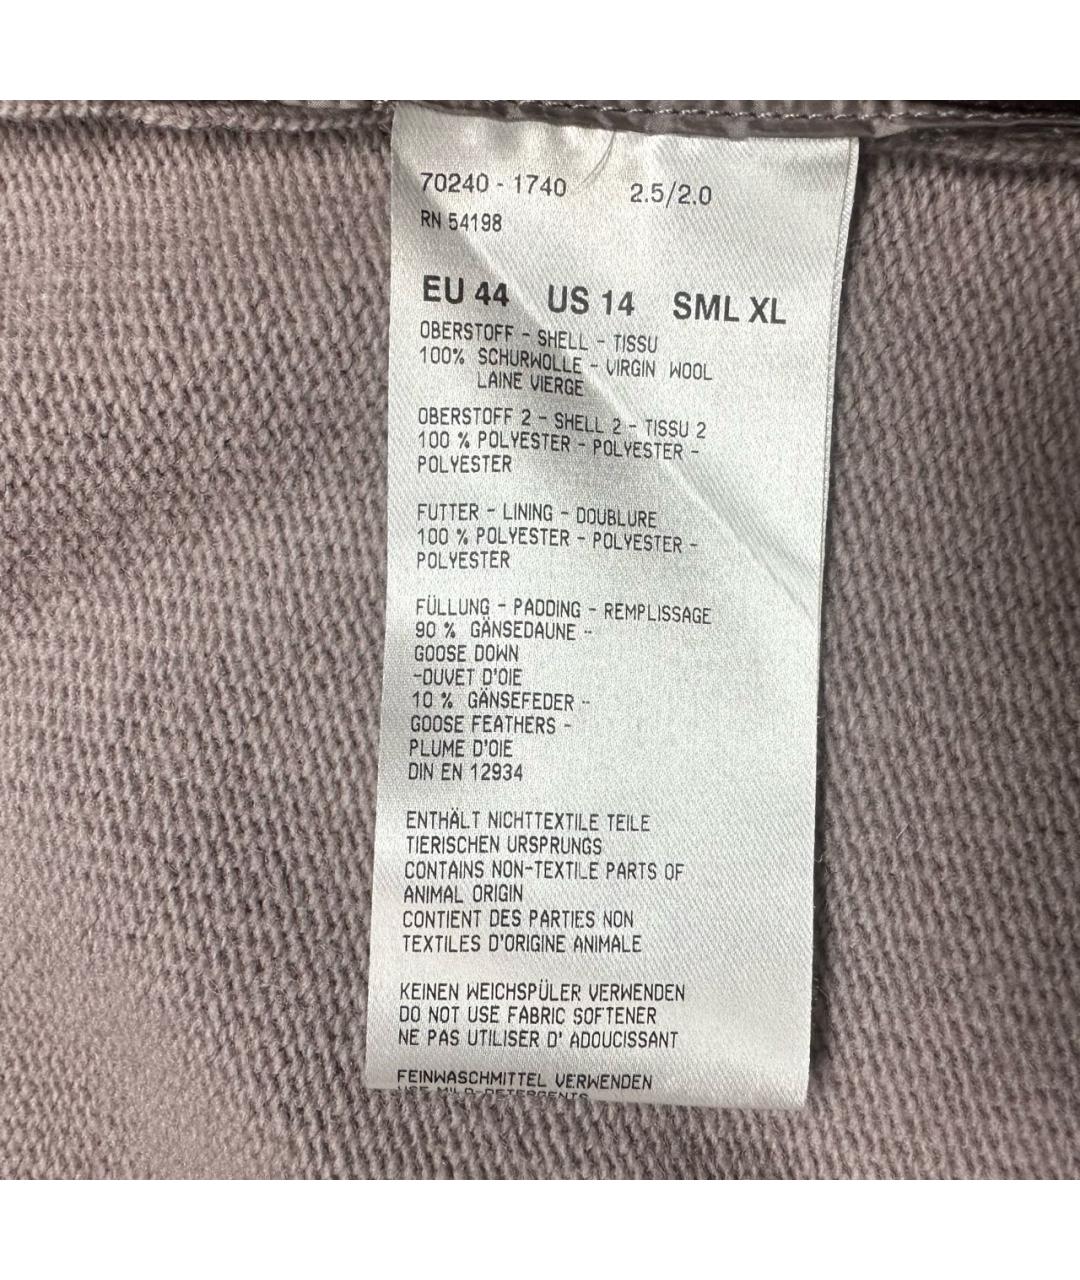 70240 - 1740 2.5/2.0
RN 54198
EU 44 US 14 SML XL
OBERSTOFF - SHELL - TISSU
100% SCHURWOLLE - VIRGIN WOOL
LAINE VIERGE
OBERSTOFF 2 - SHELL 2 - TISSU 2
100 % POLYESTER - POLYESTER -
POLYESTER
FUTTER - LINING - DOUBLURE
100 % POLYESTER - POLYESTER -
POLYESTER
FÜLLUNG - PADDING - REMPLISSAGE
90 % GÄNSEDAUNE -
GOOSE DOWN
-DUVET D'OIE
10 % GÄNSEFEDER -
GOOSE FEATHERS -
PLUME D'OIE
DIN EN 12934
ENTHÄLT NICHTTEXTILE TEILE
TIERISCHEN URSPRUNGS
CONTAINS NON-TEXTILE PARTS OF
ANIMAL ORIGIN
CONTIENT DES PARTIES NON
TEXTILES D'ORIGINE ANIMALE
KEINEN WEICHSPÜLER VERWENDEN
DO NOT USE FABRIC SOFTENER
NE PAS UTILISER D' ADOUCISSANT
FEINWASCHMITTEL VERWENDEN
USE MILD-DETERGENTS